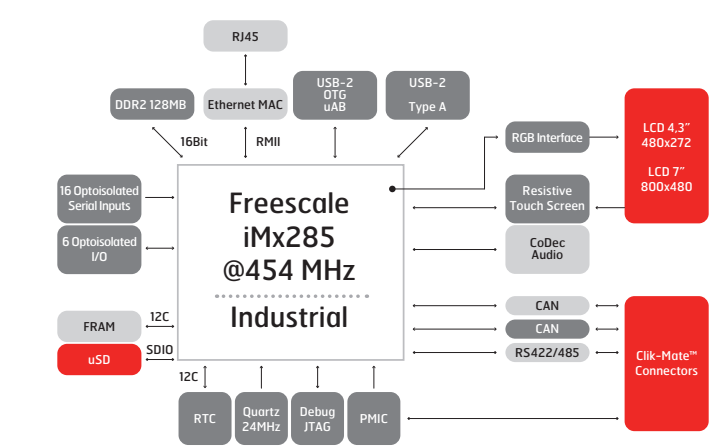 RJ45
DDR2 128MB
Ethernet MAC
USB-2
OTG
uAB
USB-2
Type A
16Bit
RMII
RGB Interface
LCD 4,3”
480x272
LCD 7”
800x480
16 Optoisolated
Serial Inputs
6 Optoisolated
I/O
Freescale
iMx285
@454 MHz
Industrial
Resistive
Touch Screen
CoDec
Audio
FRAM
12C
uSD
SDIO
CAN
CAN
RS422/485
Clik-Mate™
Connectors
12C
RTC
Quartz
24MHz
Debug
JTAG
PMIC